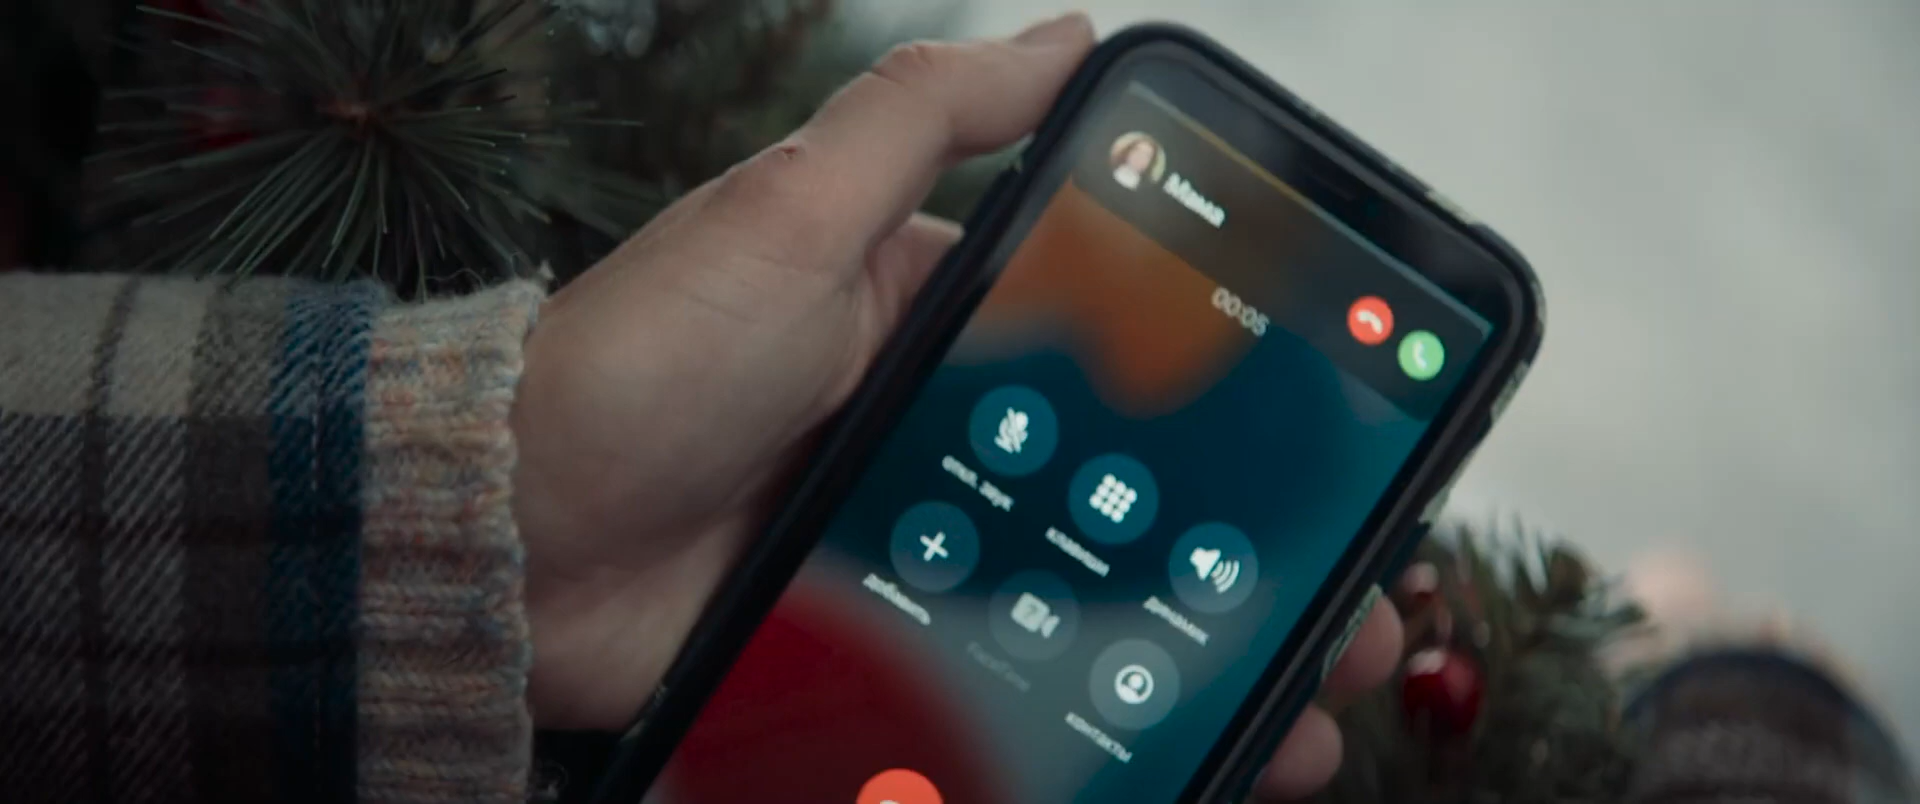 Мама
00:05
откл. звук
клавиши
динамик
добавить
FaceTime
контакты